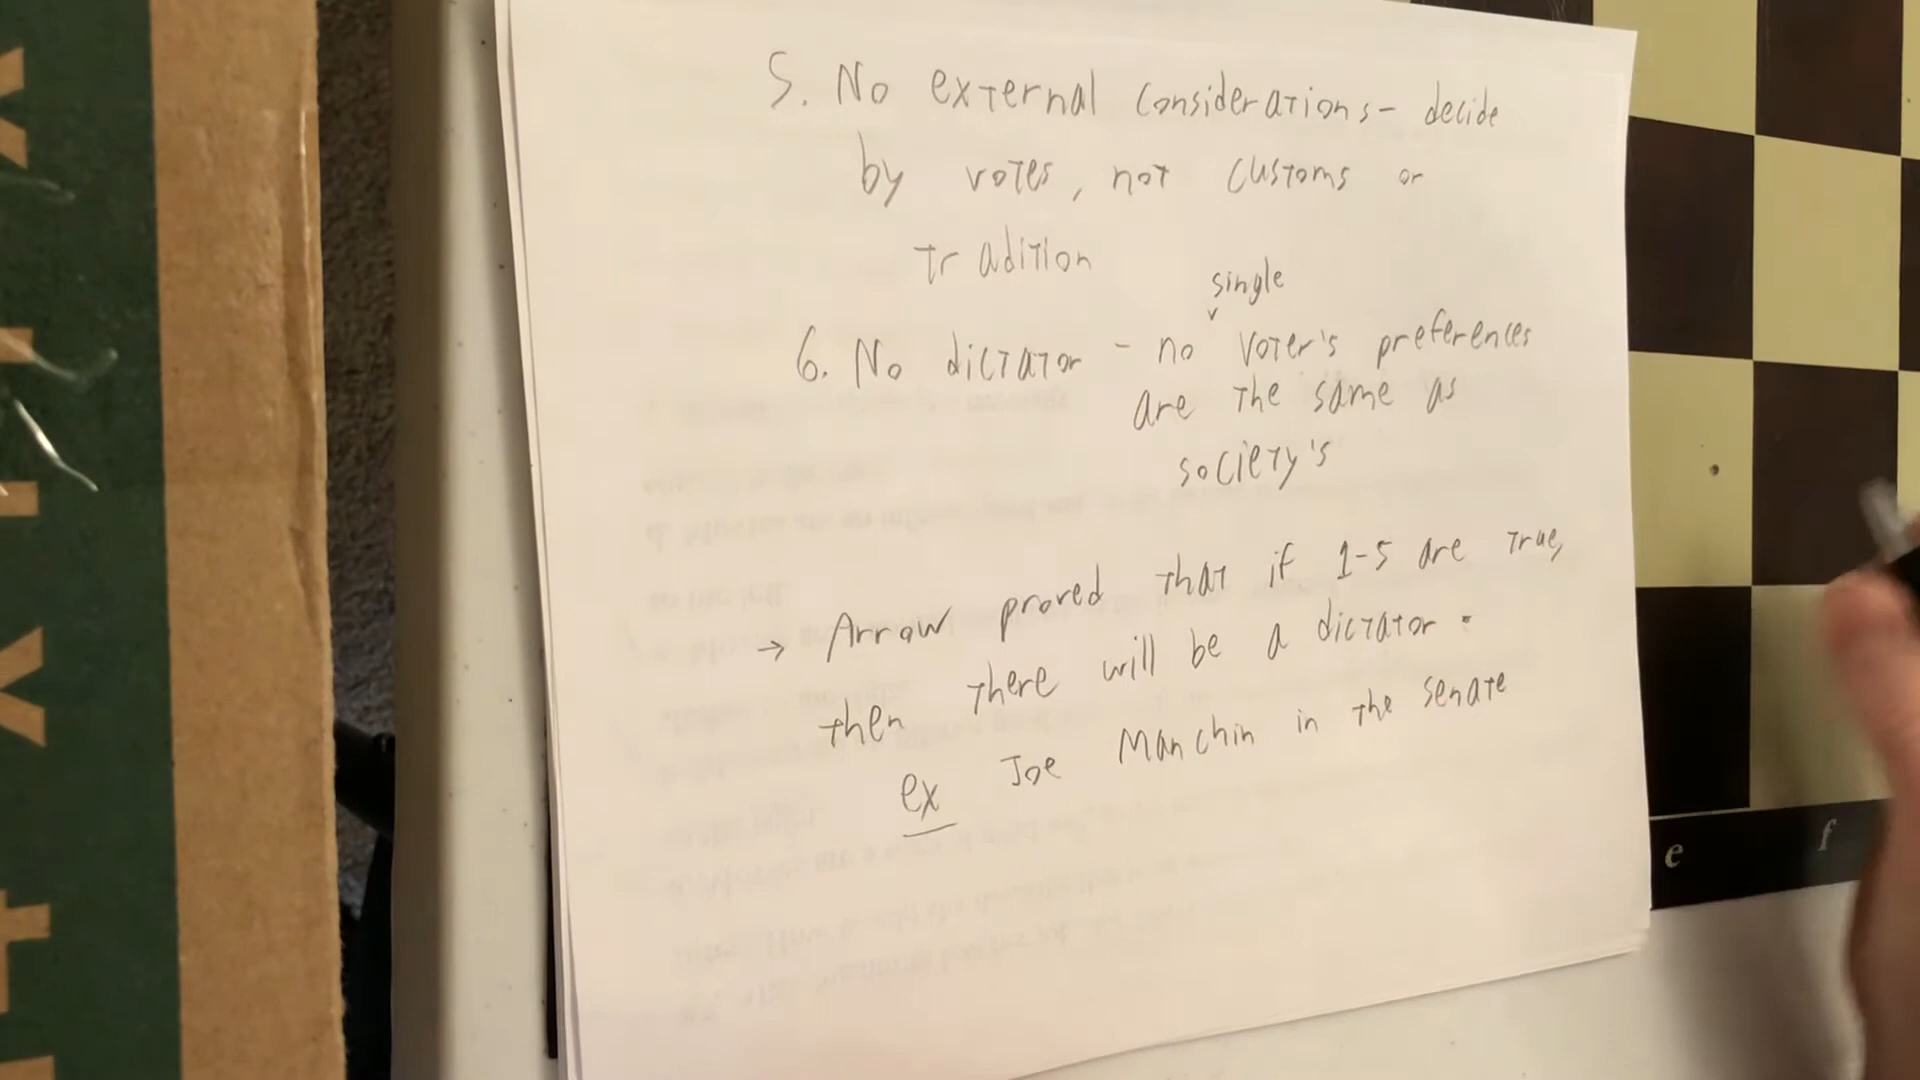 5. No external considerations - decide
by votes, not customs or
tradition
single
6. No dictator - no voter's preferences
are the same as
society's
→ Arrow proved that if 1-5 are true,
then there will be a dictator.
ex Joe Manchin in the senate
e f